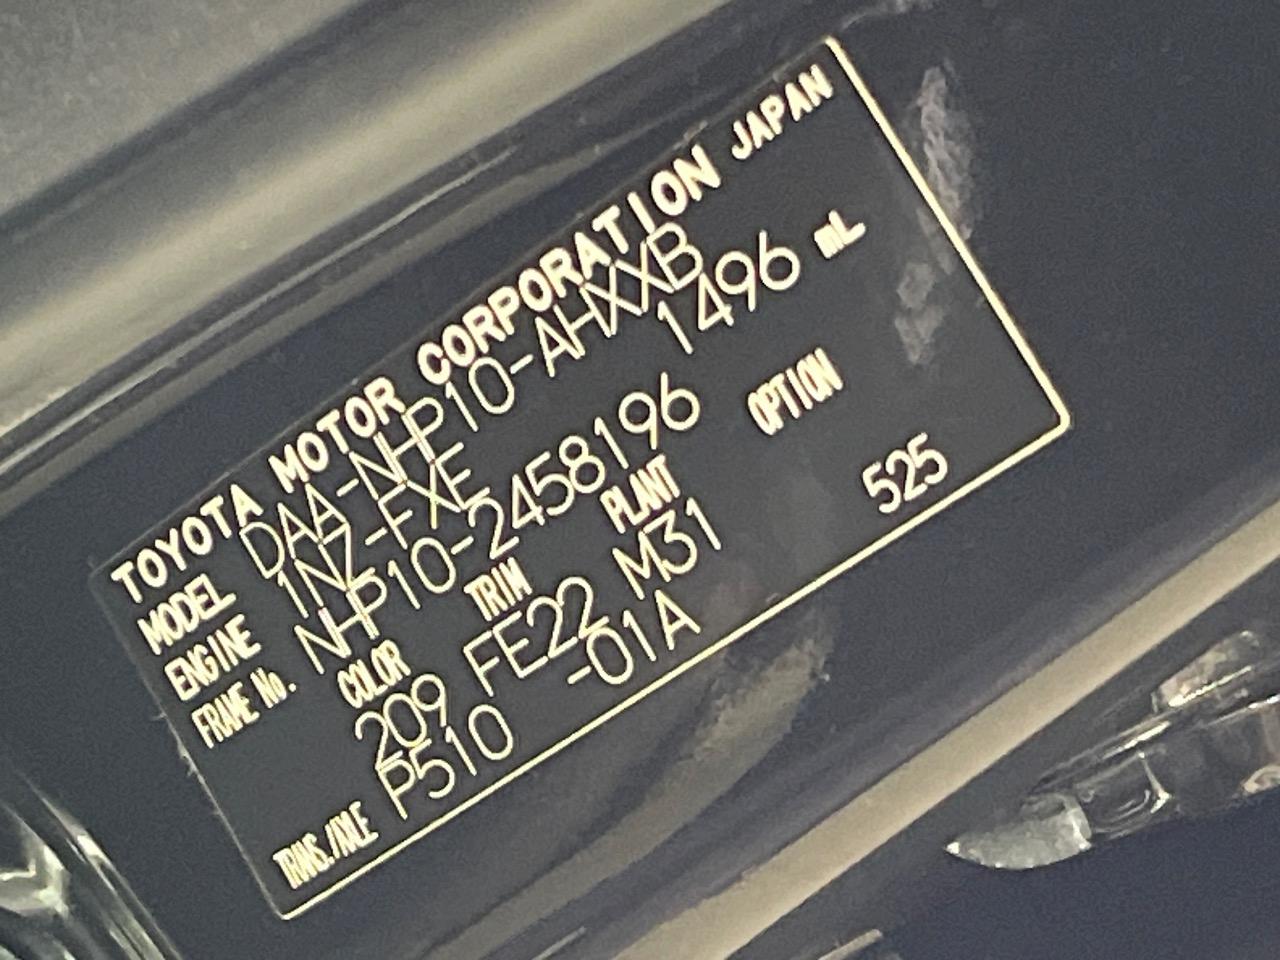 TOYOTA MOTOR CORPORATION JAPAN
MODEL DAA-NHP10-AHXXB
ENGINE 1NZ-FXE 1496 mL
FRAME No. NHP10-2458196
COLOR TRIM PLANT OPTION
209 FE22 M31 525
TRANS./AXLE P510 -01A